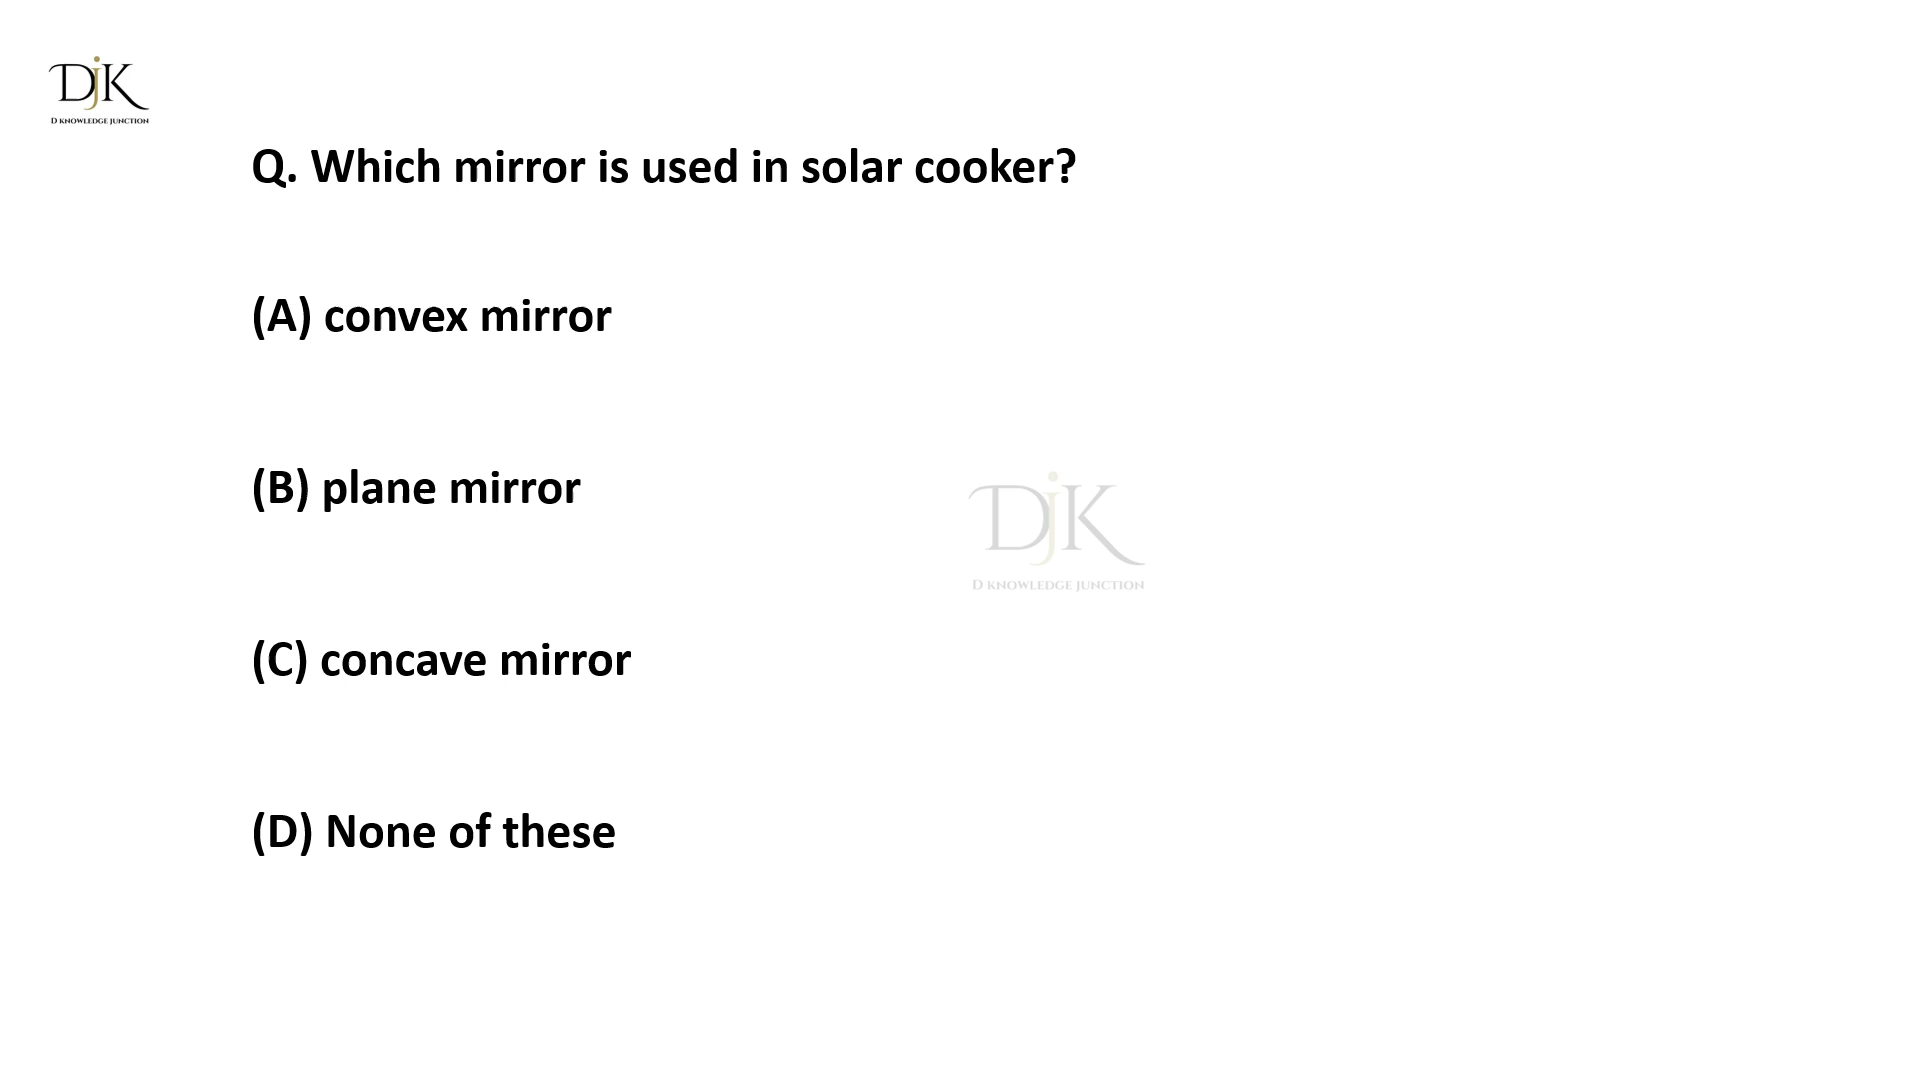 DjK
D KNOWLEDGE JUNCTION
Q. Which mirror is used in solar cooker?
(A) convex mirror
(B) plane mirror
DjK
D KNOWLEDGE JUNCTION
(C) concave mirror
(D) None of these